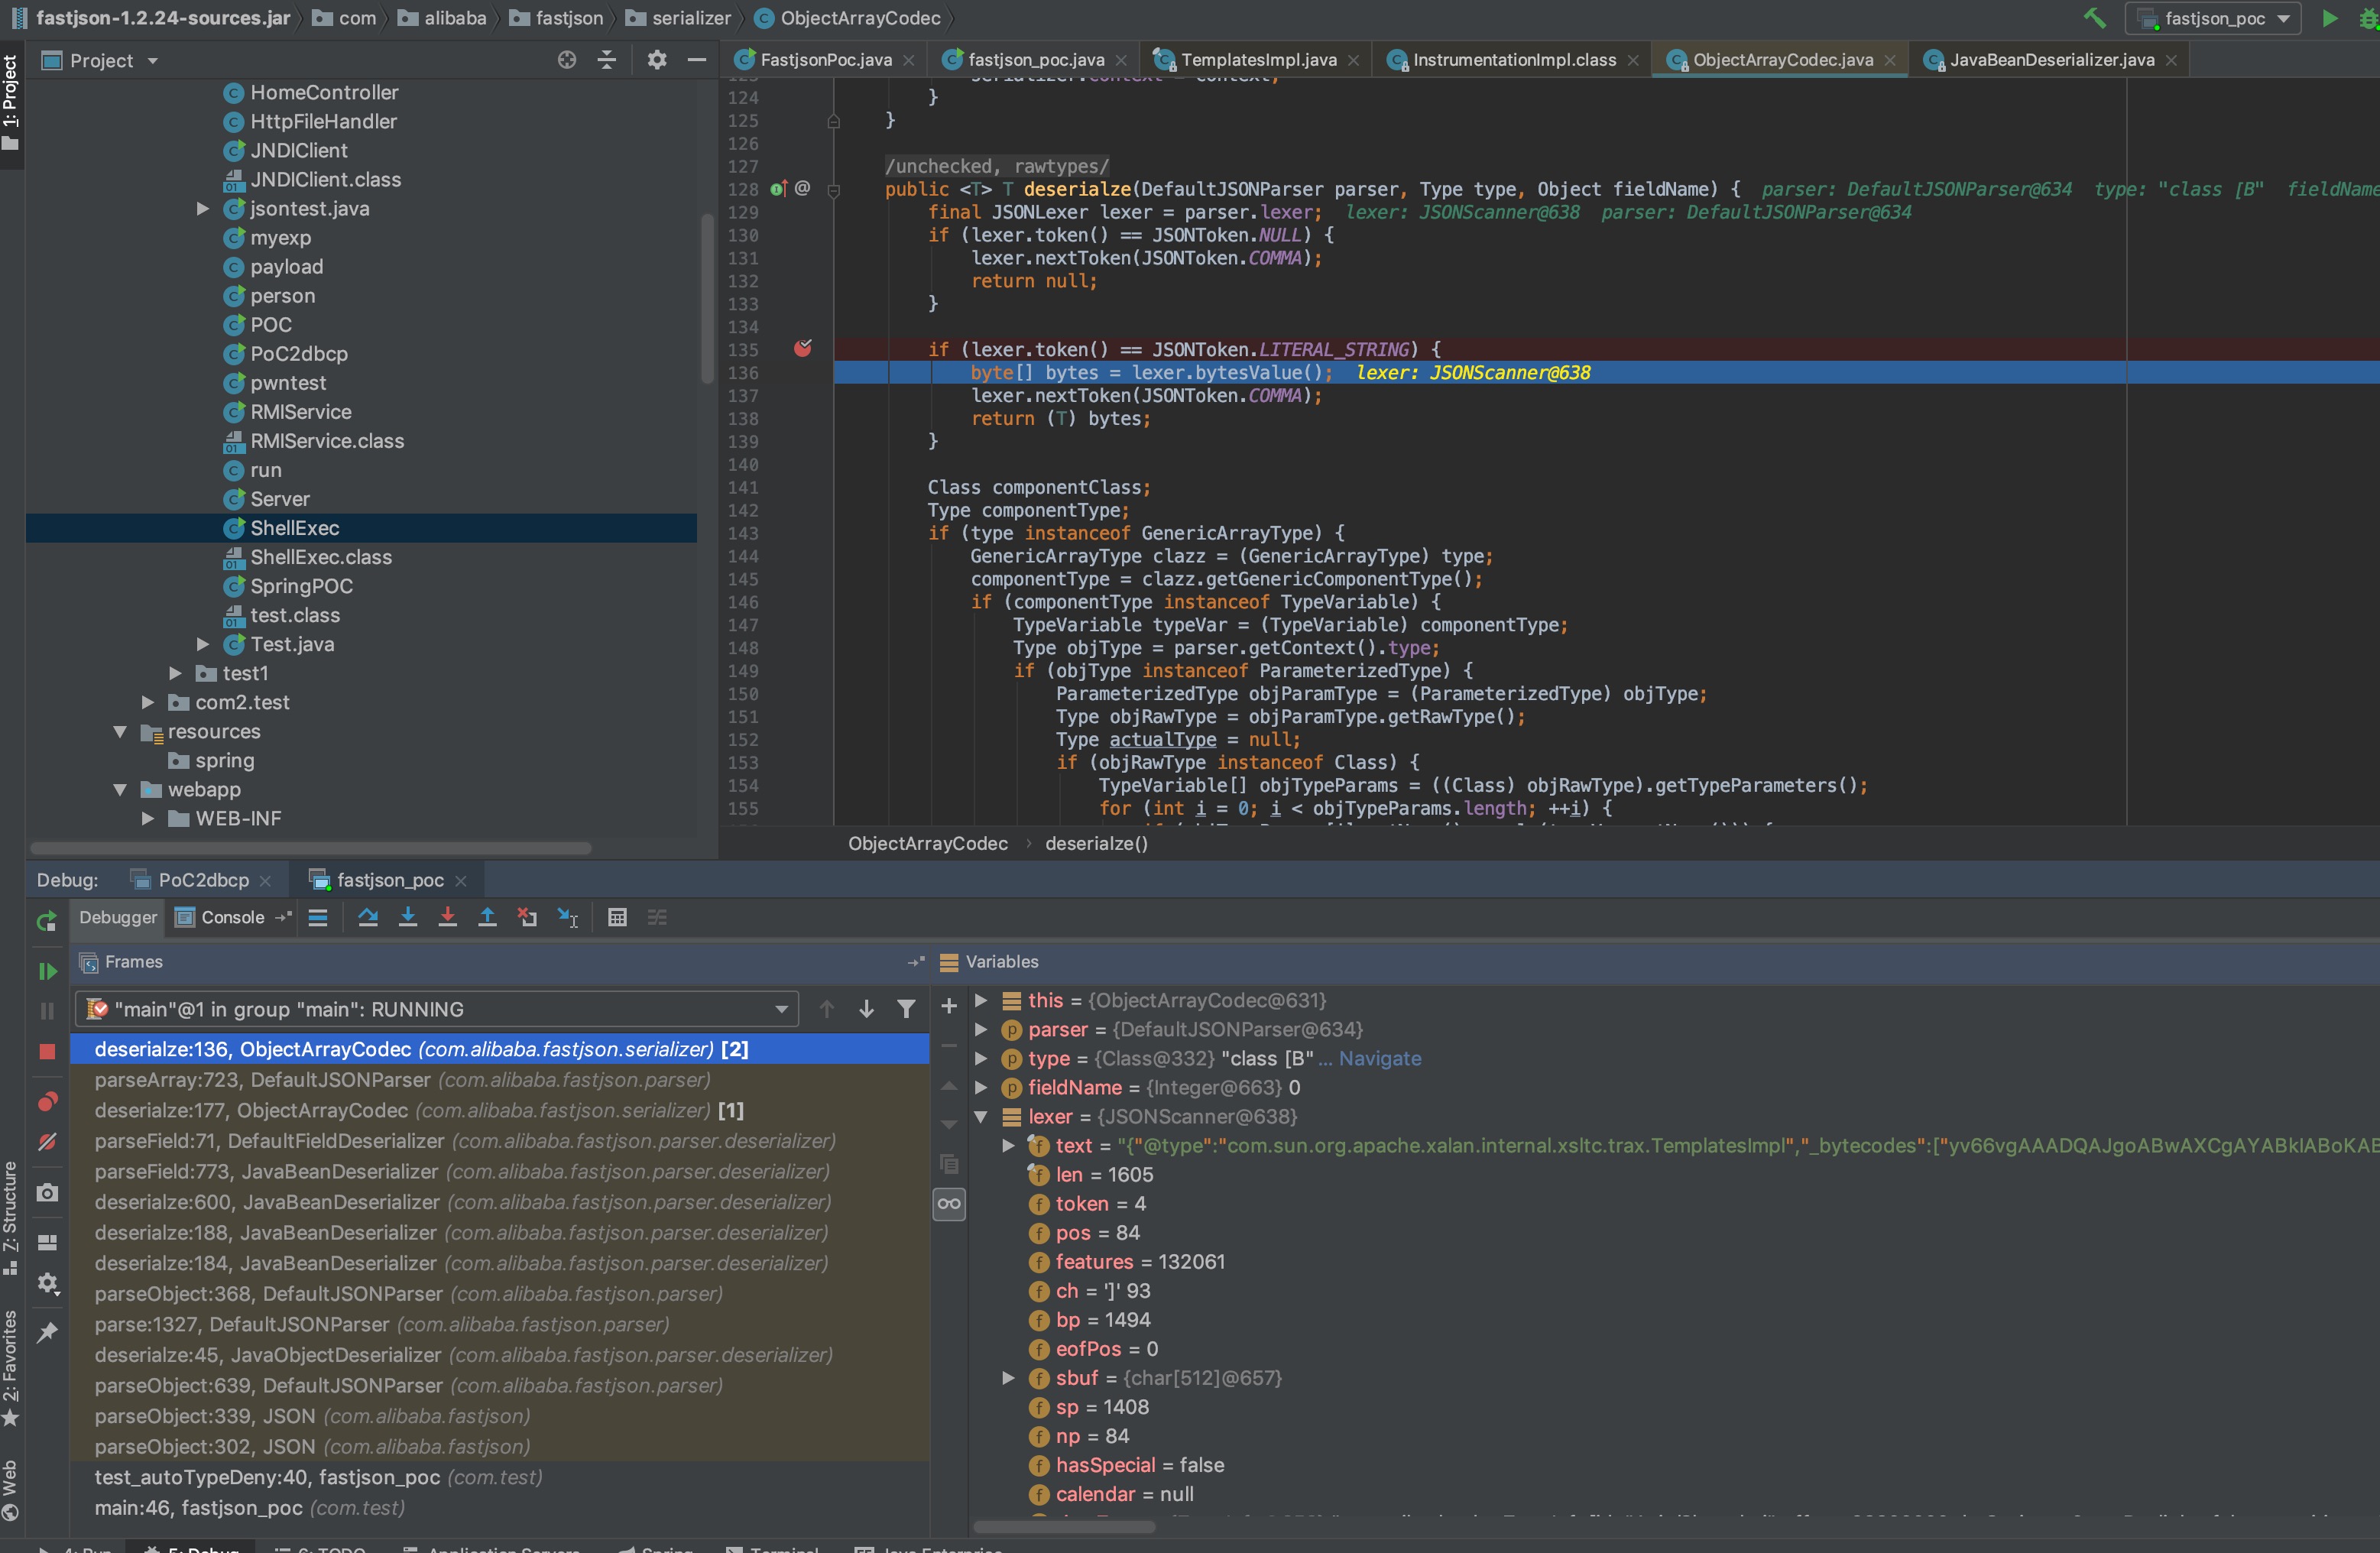 fastjson-1.2.24-sources.jar com alibaba fastjson serializer ObjectArrayCodec fastjson_poc
Project FastjsonPoc.java fastjson_poc.java TemplatesImpl.java InstrumentationImpl.class ObjectArrayCodec.java JavaBeanDeserializer.java
1: Project
HomeController
HttpFileHandler
JNDIClient
JNDIClient.class
jsontest.java
myexp
payload
person
POC
PoC2dbcp
pwntest
RMIService
RMIService.class
run
Server
ShellExec
ShellExec.class
SpringPOC
test.class
Test.java
test1
com2.test
resources
spring
webapp
WEB-INF
124 }
125 }
126
127 /unchecked, rawtypes/
128 @ public <T> T deserialze(DefaultJSONParser parser, Type type, Object fieldName) { parser: DefaultJSONParser@634 type: "class [B" fieldName
129 final JSONLexer lexer = parser.lexer; lexer: JSONScanner@638 parser: DefaultJSONParser@634
130 if (lexer.token() == JSONToken.NULL) {
131 lexer.nextToken(JSONToken.COMMA);
132 return null;
133 }
134
135 if (lexer.token() == JSONToken.LITERAL_STRING) {
136 byte[] bytes = lexer.bytesValue(); lexer: JSONScanner@638
137 lexer.nextToken(JSONToken.COMMA);
138 return (T) bytes;
139 }
140
141 Class componentClass;
142 Type componentType;
143 if (type instanceof GenericArrayType) {
144 GenericArrayType clazz = (GenericArrayType) type;
145 componentType = clazz.getGenericComponentType();
146 if (componentType instanceof TypeVariable) {
147 TypeVariable typeVar = (TypeVariable) componentType;
148 Type objType = parser.getContext().type;
149 if (objType instanceof ParameterizedType) {
150 ParameterizedType objParamType = (ParameterizedType) objType;
151 Type objRawType = objParamType.getRawType();
152 Type actualType = null;
153 if (objRawType instanceof Class) {
154 TypeVariable[] objTypeParams = ((Class) objRawType).getTypeParameters();
155 for (int i = 0; i < objTypeParams.length; ++i) {
ObjectArrayCodec › deserialze()
Debug: PoC2dbcp fastjson_poc
Debugger Console
Frames
"main"@1 in group "main": RUNNING
deserialze:136, ObjectArrayCodec (com.alibaba.fastjson.serializer) [2]
parseArray:723, DefaultJSONParser (com.alibaba.fastjson.parser)
deserialze:177, ObjectArrayCodec (com.alibaba.fastjson.serializer) [1]
parseField:71, DefaultFieldDeserializer (com.alibaba.fastjson.parser.deserializer)
parseField:773, JavaBeanDeserializer (com.alibaba.fastjson.parser.deserializer)
deserialze:600, JavaBeanDeserializer (com.alibaba.fastjson.parser.deserializer)
deserialze:188, JavaBeanDeserializer (com.alibaba.fastjson.parser.deserializer)
deserialze:184, JavaBeanDeserializer (com.alibaba.fastjson.parser.deserializer)
parseObject:368, DefaultJSONParser (com.alibaba.fastjson.parser)
parse:1327, DefaultJSONParser (com.alibaba.fastjson.parser)
deserialze:45, JavaObjectDeserializer (com.alibaba.fastjson.parser.deserializer)
parseObject:639, DefaultJSONParser (com.alibaba.fastjson.parser)
parseObject:339, JSON (com.alibaba.fastjson)
parseObject:302, JSON (com.alibaba.fastjson)
test_autoTypeDeny:40, fastjson_poc (com.test)
main:46, fastjson_poc (com.test)
Variables
this = {ObjectArrayCodec@631}
parser = {DefaultJSONParser@634}
type = {Class@332} "class [B" ... Navigate
fieldName = {Integer@663} 0
lexer = {JSONScanner@638}
text = "{"@type":"com.sun.org.apache.xalan.internal.xsltc.trax.TemplatesImpl","_bytecodes":["yv66vgAAADQAJgoABwAXCgAYABkIABoKAB
len = 1605
token = 4
pos = 84
features = 132061
ch = ']' 93
bp = 1494
eofPos = 0
sbuf = {char[512]@657}
sp = 1408
np = 84
hasSpecial = false
calendar = null
Z: Structure
2: Favorites
Web
4: Run 5: Debug 6: TODO Application Servers Spring Terminal Java Enterprise